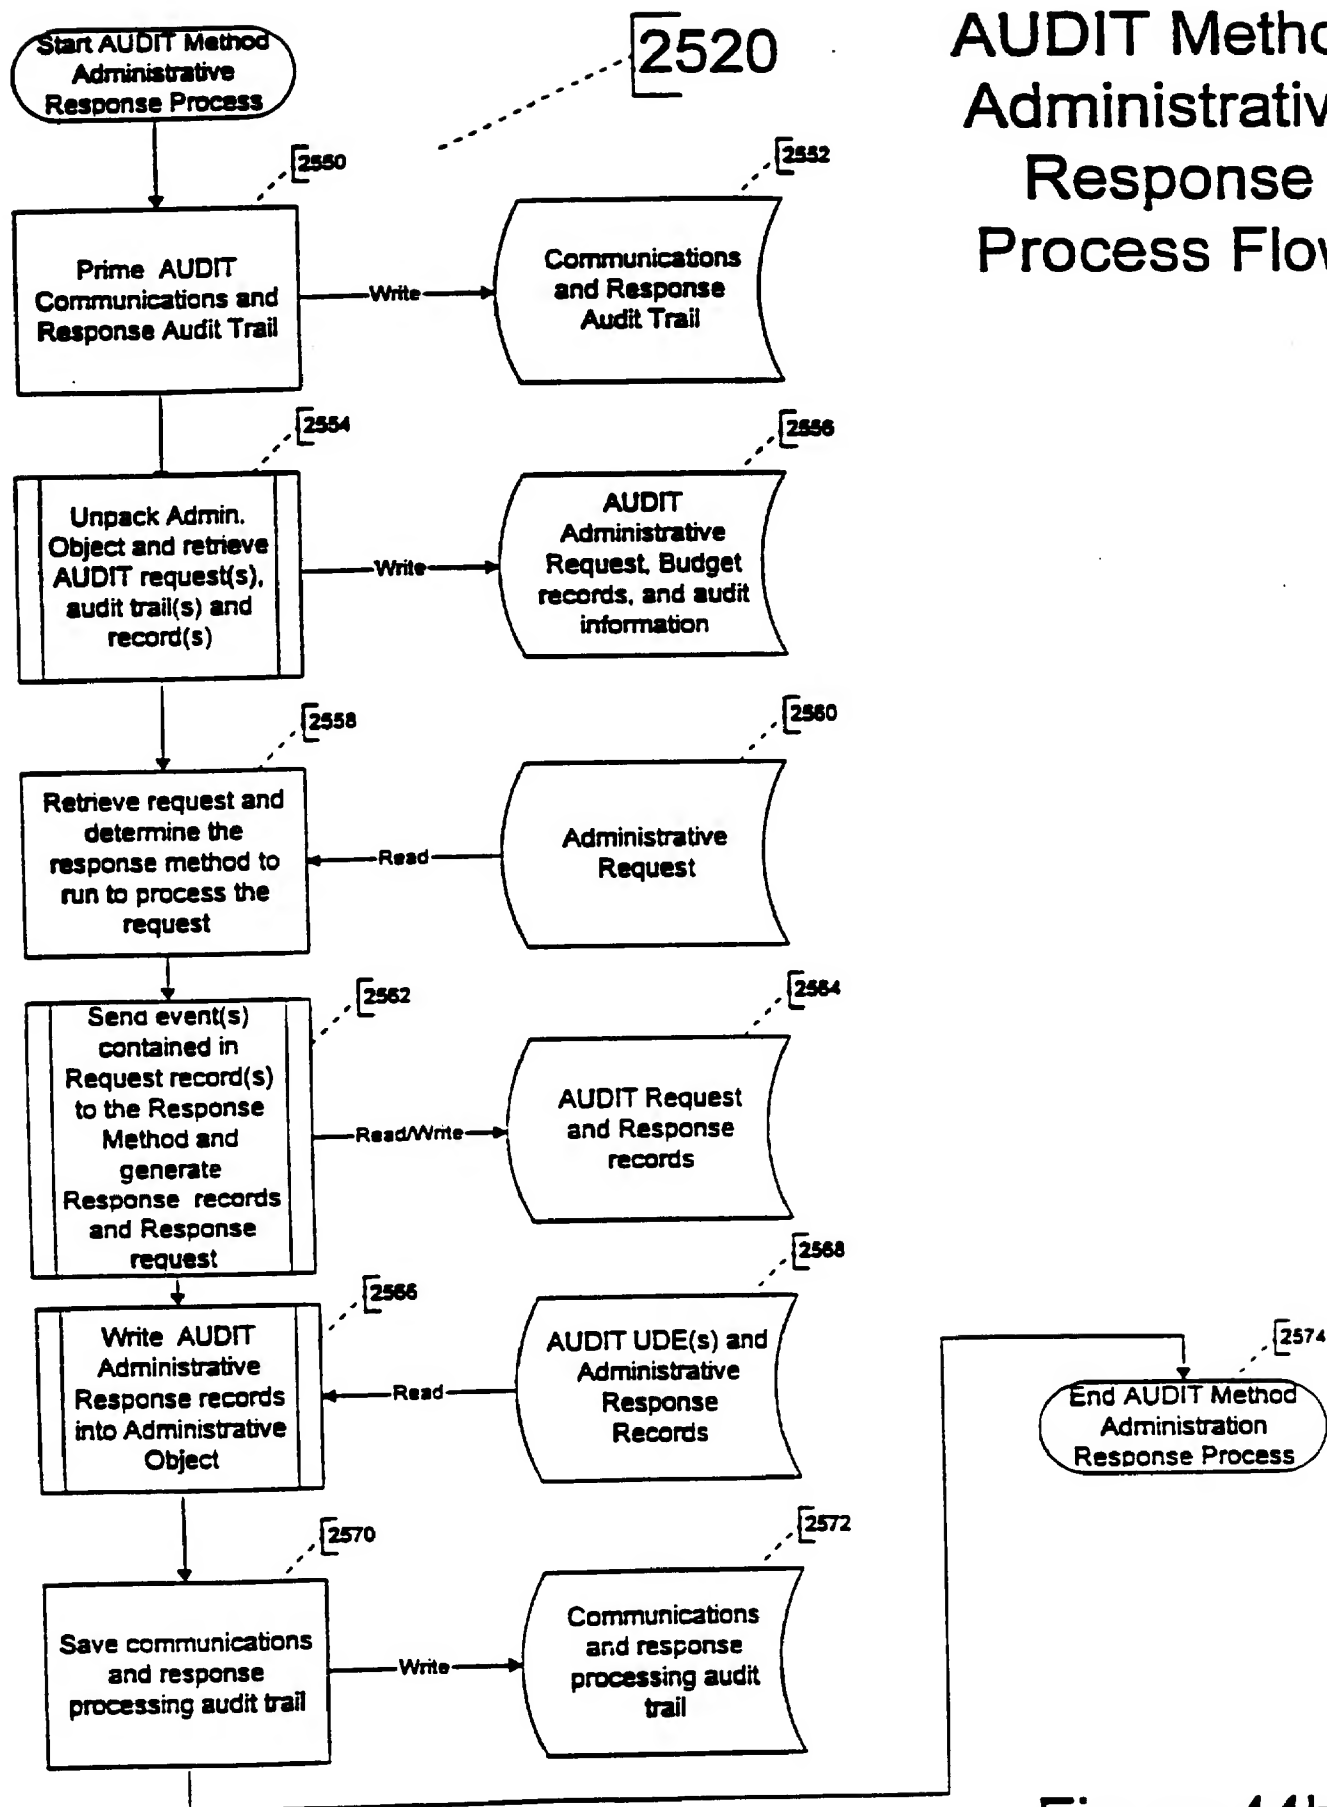 Start AUDIT Method
Administrative
Response Process
2520
AUDIT Metho
Administrativ
Response
Process Flow
2550
Prime AUDIT
Communications and
Response Audit Trail
Write
2552
Communications
and Response
Audit Trail
2554
Unpack Admin.
Object and retrieve
AUDIT request(s),
audit trail(s) and
record(s)
Write
2556
AUDIT
Administrative
Request, Budget
records, and audit
information
2558
Retrieve request and
determine the
response method to
run to process the
request
Read
2560
Administrative
Request
2562
Send event(s)
contained in
Request record(s)
to the Response
Method and
generate
Response records
and Response
request
Read/Write
2564
AUDIT Request
and Response
records
2566
Write AUDIT
Administrative
Response records
into Administrative
Object
Read
2568
AUDIT UDE(s) and
Administrative
Response
Records
2570
Save communications
and response
processing audit trail
Write
2572
Communications
and response
processing audit
trail
2574
End AUDIT Method
Administration
Response Process